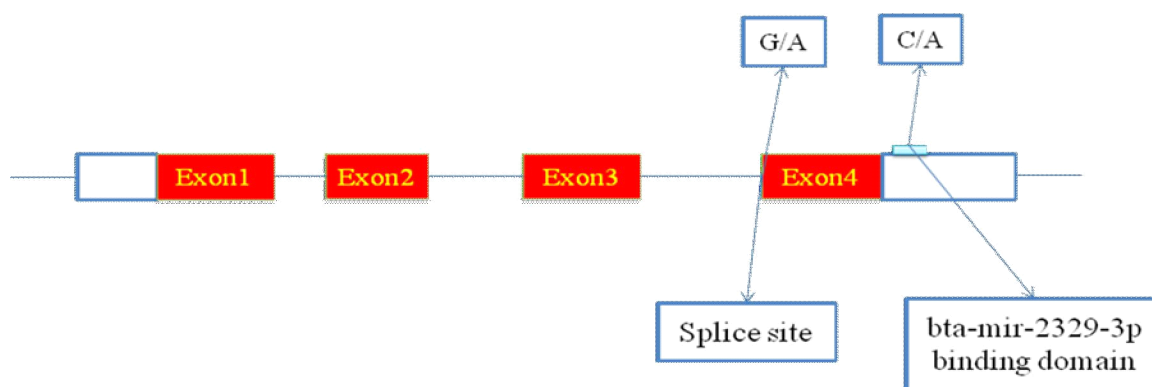 G/A
C/A
Exon1
Exon2
Exon3
Exon4
Splice site
bta-mir-2329-3p
binding domain